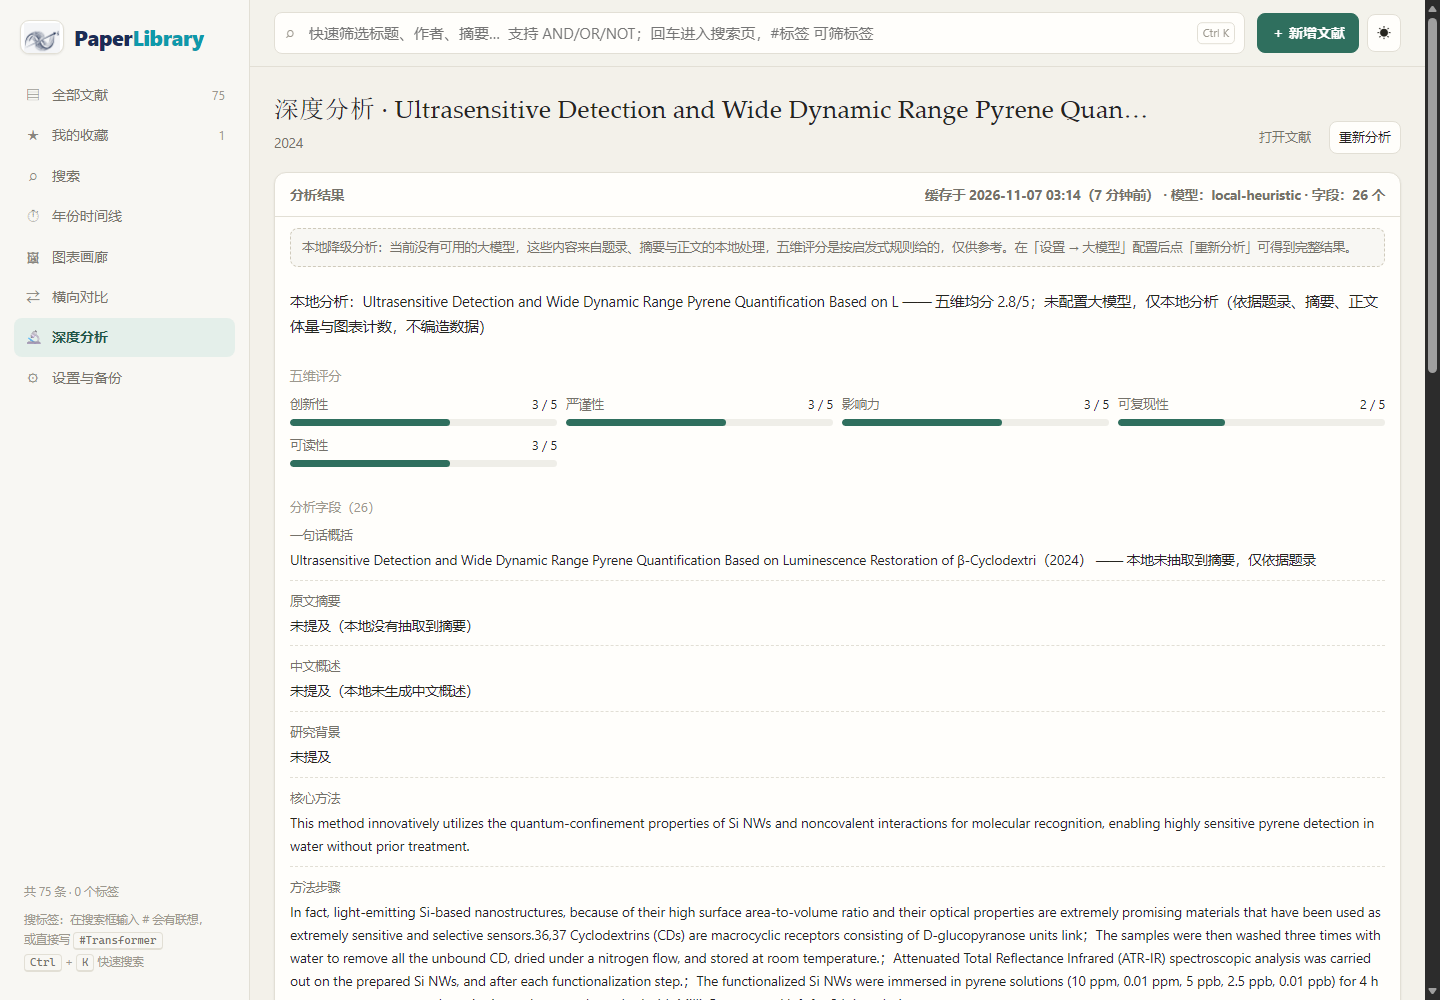 PaperLibrary
全部文献 75
我的收藏 1
搜索
年份时间线
图表画廊
横向对比
深度分析
设置与备份
共 75 条 · 0 个标签
搜标签：在搜索框输入 # 会有联想，
或直接写 #Transformer
Ctrl + K 快速搜索
快速筛选标题、作者、摘要... 支持 AND/OR/NOT；回车进入搜索页，#标签 可筛标签 Ctrl K
+ 新增文献
深度分析 · Ultrasensitive Detection and Wide Dynamic Range Pyrene Quan…
2024
打开文献 重新分析
分析结果 缓存于 2026-11-07 03:14（7 分钟前） · 模型：local-heuristic · 字段：26 个
本地降级分析：当前没有可用的大模型，这些内容来自题录、摘要与正文的本地处理，五维评分是按启发式规则给的，仅供参考。在「设置 → 大模型」配置后点「重新分析」可得到完整结果。
本地分析：Ultrasensitive Detection and Wide Dynamic Range Pyrene Quantification Based on L —— 五维均分 2.8/5；未配置大模型，仅本地分析（依据题录、摘要、正文
体量与图表计数，不编造数据）
五维评分
创新性 3 / 5 严谨性 3 / 5 影响力 3 / 5 可复现性 2 / 5
可读性 3 / 5
分析字段（26）
一句话概括
Ultrasensitive Detection and Wide Dynamic Range Pyrene Quantification Based on Luminescence Restoration of β-Cyclodextri（2024） —— 本地未抽取到摘要，仅依据题录
原文摘要
未提及（本地没有抽取到摘要）
中文概述
未提及（本地未生成中文概述）
研究背景
未提及
核心方法
This method innovatively utilizes the quantum-confinement properties of Si NWs and noncovalent interactions for molecular recognition, enabling highly sensitive pyrene detection in
water without prior treatment.
方法步骤
In fact, light-emitting Si-based nanostructures, because of their high surface area-to-volume ratio and their optical properties are extremely promising materials that have been used as
extremely sensitive and selective sensors.36,37 Cyclodextrins (CDs) are macrocyclic receptors consisting of D-glucopyranose units link； The samples were then washed three times with
water to remove all the unbound CD, dried under a nitrogen flow, and stored at room temperature.； Attenuated Total Reflectance Infrared (ATR-IR) spectroscopic analysis was carried
out on the prepared Si NWs, and after each functionalization step.； The functionalized Si NWs were immersed in pyrene solutions (10 ppm, 0.01 ppm, 5 ppb, 2.5 ppb, 0.01 ppb) for 4 h